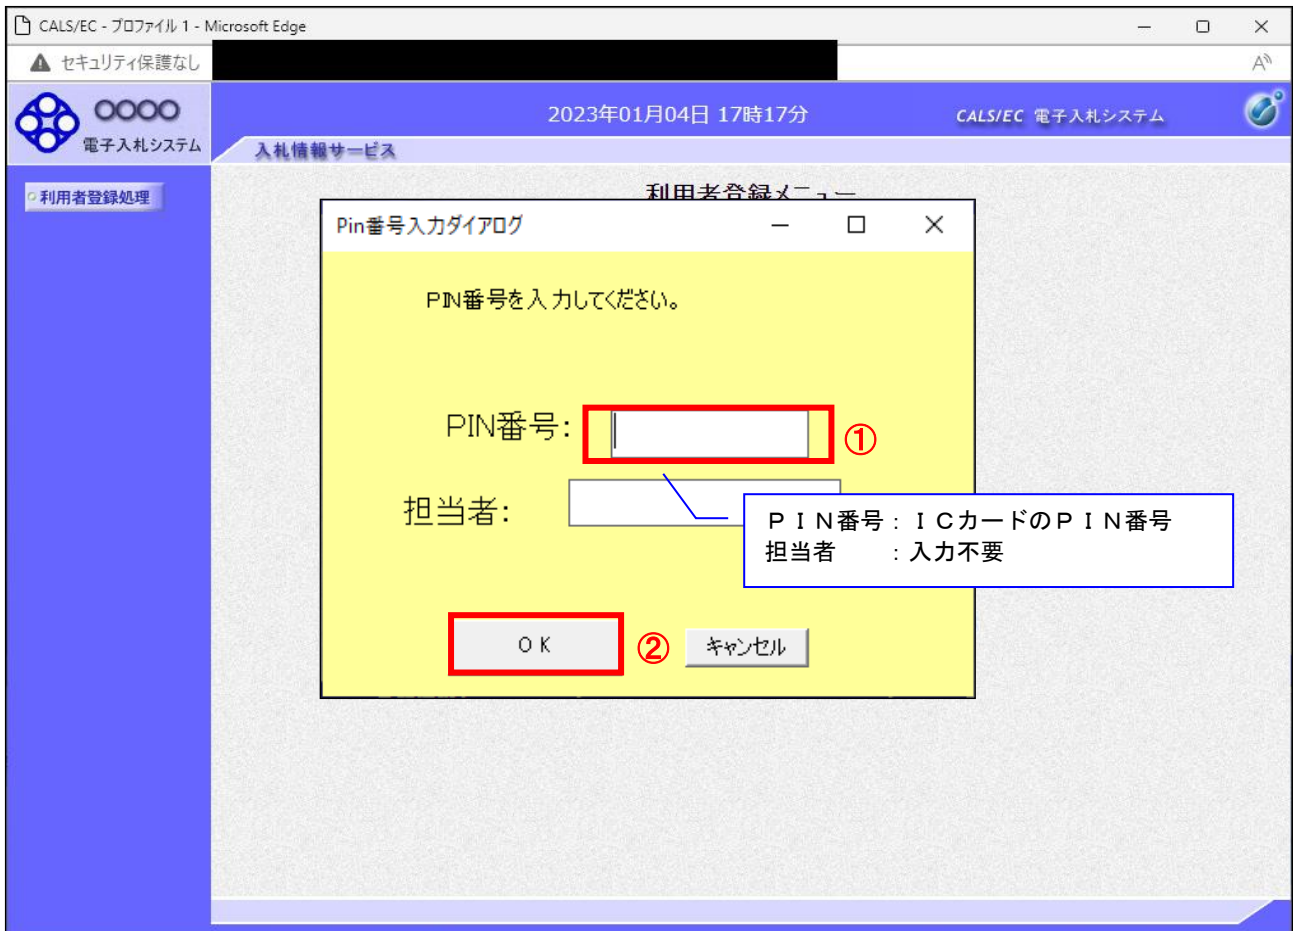 CALS/EC - プロファイル 1 - Microsoft Edge
セキュリティ保護なし
○○○○
電子入札システム
2023年01月04日 17時17分
CALS/EC 電子入札システム
入札情報サービス
利用者登録処理
利用者登録メニュー
Pin番号入力ダイアログ
PIN番号を入力してください。
PIN番号:
①
担当者:
PIN番号:ICカードのPIN番号
担当者　　:入力不要
OK
②
キャンセル